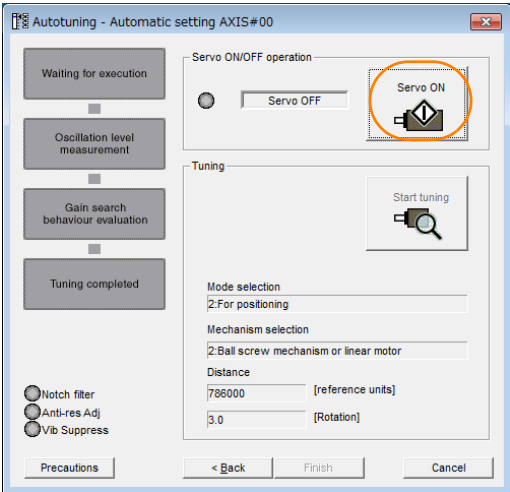 Autotuning - Automatic setting AXIS#00
Waiting for execution
Oscillation level
measurement
Gain search
behaviour evaluation
Tuning completed
Notch filter
Anti-res Adj
Vib Suppress
Servo ON/OFF operation
Servo OFF
Servo ON
Tuning
Start tuning
Mode selection
2:For positioning
Mechanism selection
2:Ball screw mechanism or linear motor
Distance
786000 [reference units]
3.0 [Rotation]
Precautions < Back Finish Cancel